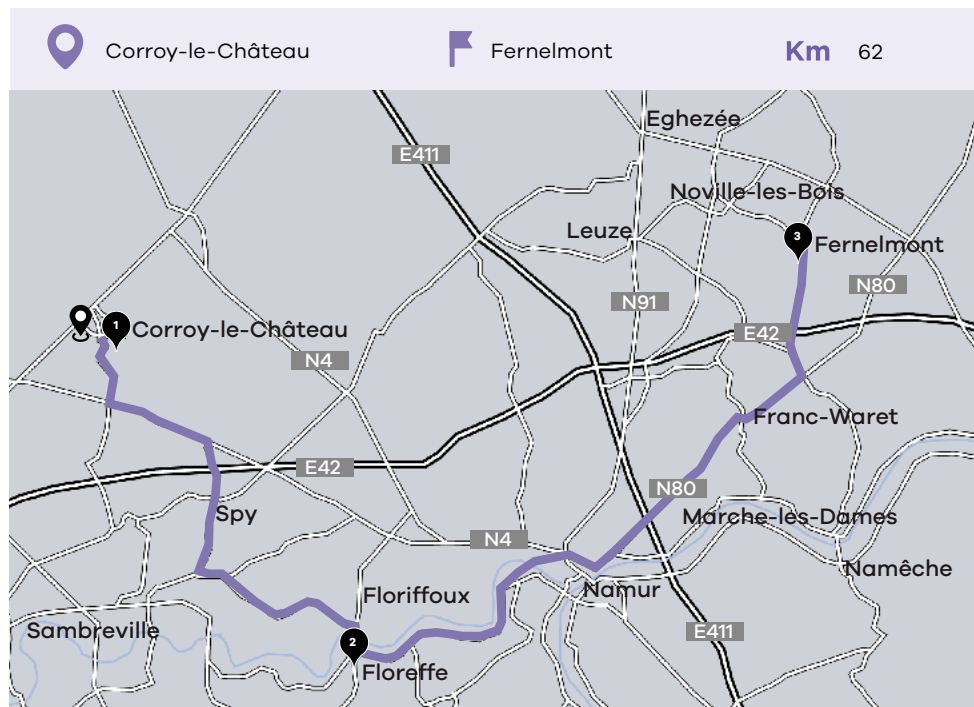 Corroy-le-Château
Fernelmont
Km 62
Eghezée
E411
Noville-les-Bois
Leuze
3
Fernelmont
N80
N91
1
Corroy-le-Château
E42
N4
Franc-Waret
E42
N80
Spy
Marche-les-Dames
N4
Namêche
Namur
Floriffoux
Sambreville
E411
2
Floreffe